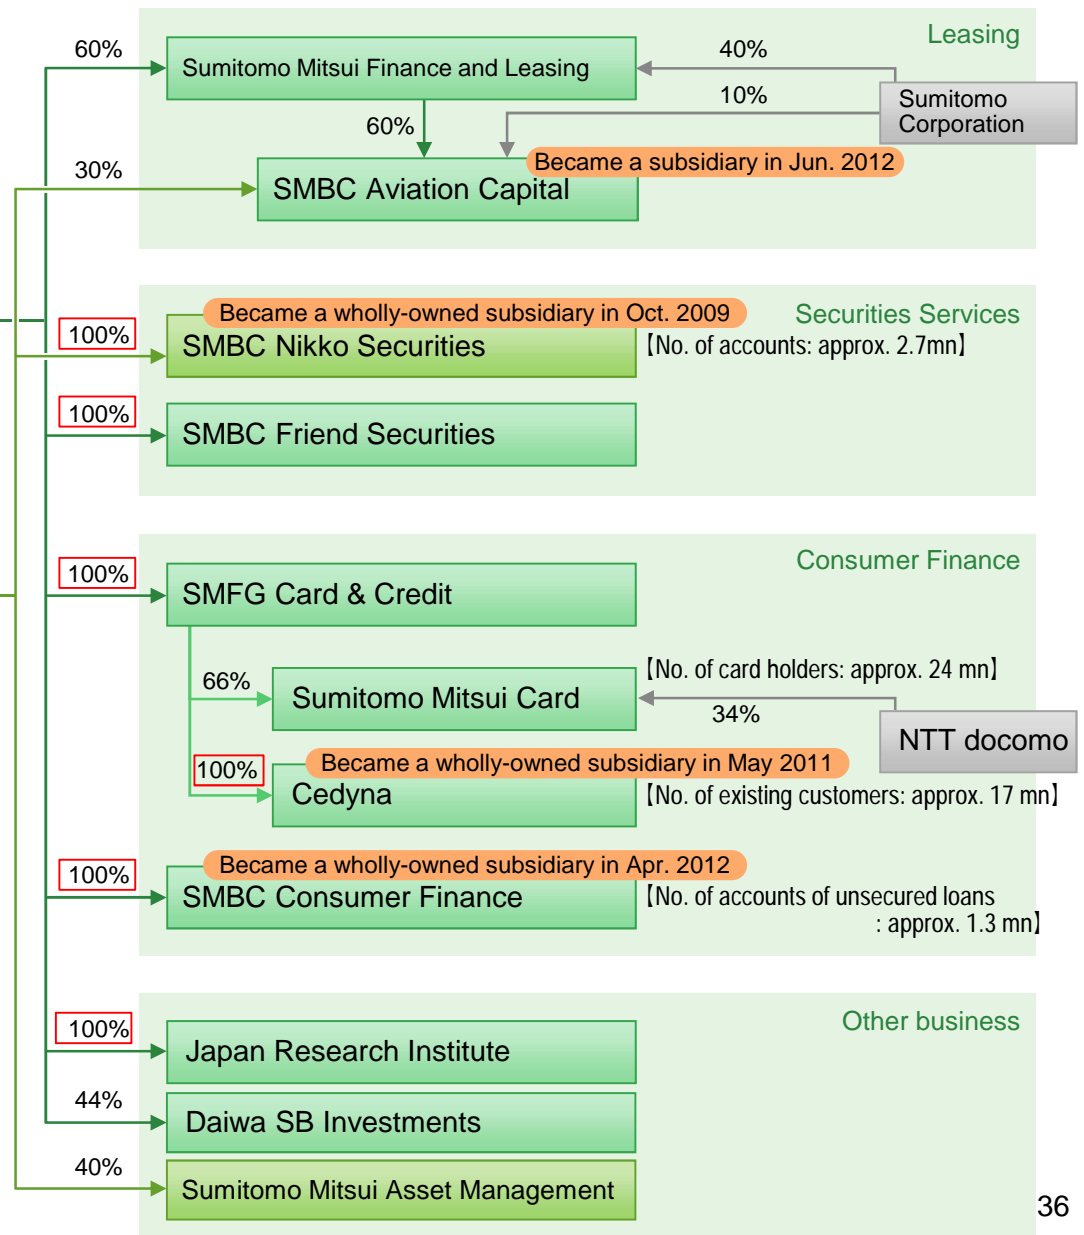 Leasing
60%
Sumitomo Mitsui Finance and Leasing
40%
10%
Sumitomo
Corporation
60%
30%
Became a subsidiary in Jun. 2012
SMBC Aviation Capital
Securities Services
Became a wholly-owned subsidiary in Oct. 2009
100%
SMBC Nikko Securities
【No. of accounts: approx. 2.7mn】
100%
SMBC Friend Securities
Consumer Finance
100%
SMFG Card & Credit
66%
Sumitomo Mitsui Card
【No. of card holders: approx. 24 mn】
34%
NTT docomo
100%
Became a wholly-owned subsidiary in May 2011
Cedyna
【No. of existing customers: approx. 17 mn】
100%
Became a wholly-owned subsidiary in Apr. 2012
SMBC Consumer Finance
【No. of accounts of unsecured loans
: approx. 1.3 mn】
Other business
100%
Japan Research Institute
44%
Daiwa SB Investments
40%
Sumitomo Mitsui Asset Management
36